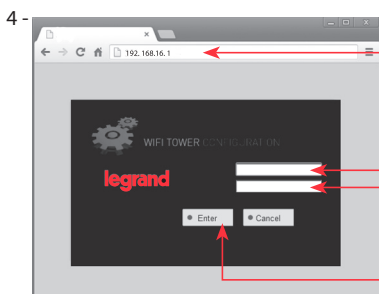 4 -
192.168.16.1
WIFI TOWER CONFIGURATION
legrand
Enter
Cancel